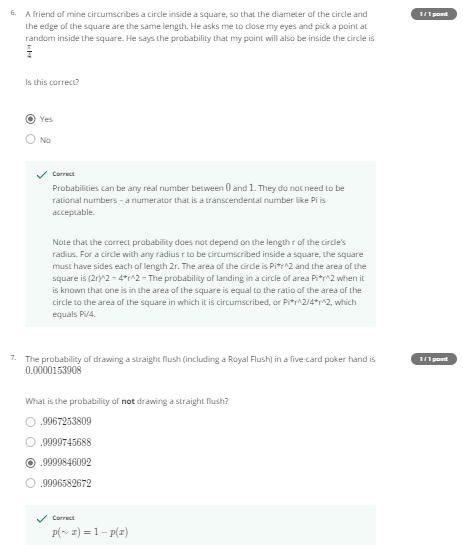 6. A friend of mine circumscribes a circle inside a square, so that the diameter of the circle and
1 / 1 point
the edge of the square are the same length. He asks me to close my eyes and pick a point at
random inside the square. He says the probability that my point will also be inside the circle is
π/4
Is this correct?
Yes
No
Correct
Probabilities can be any real number between 0 and 1. They do not need to be
rational numbers – a numerator that is a transcendental number like Pi is
acceptable.
Note that the correct probability does not depend on the length r of the circle's
radius. For a circle with any radius r to be circumscribed inside a square, the square
must have sides each of length 2r. The area of the circle is Pi*r^2 and the area of the
square is (2r)^2 = 4*r^2 = The probability of landing in a circle of area Pi*r^2 when it
is known that one is in the area of the square is equal to the ratio of the area of the
circle to the area of the square in which it is circumscribed, or Pi*r^2/4*r^2, which
equals Pi/4.
7. The probability of drawing a straight flush (including a Royal Flush) in a five-card poker hand is
1 / 1 point
0.0000153908
What is the probability of not drawing a straight flush?
.9967253809
.9999745688
.9999846092
.9996582672
Correct
p(∼ x) = 1 − p(x)